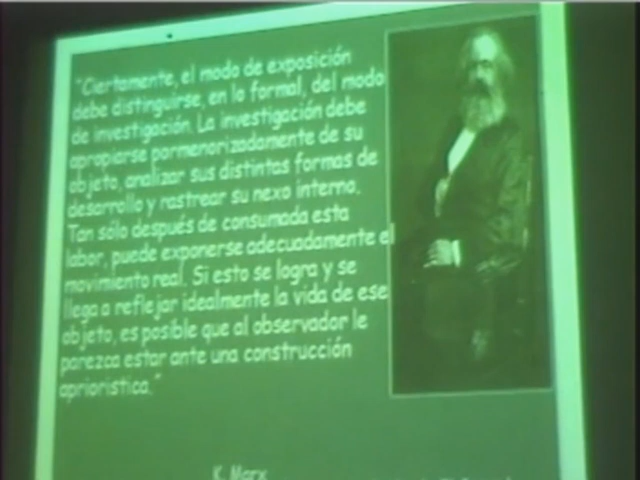 "Ciertamente, el modo de exposición
debe distinguirse, en lo formal, del modo
de investigación. La investigación debe
apropiarse pormenorizadamente de su
objeto, analizar sus distintas formas de
desarrollo y rastrear su nexo interno.
Tan sólo después de consumada esta
labor, puede exponerse adecuadamente el
movimiento real. Si esto se logra y se
llega a reflejar idealmente la vida de ese
objeto, es posible que al observador le
parezca estar ante una construcción
apriorística."
K. Marx